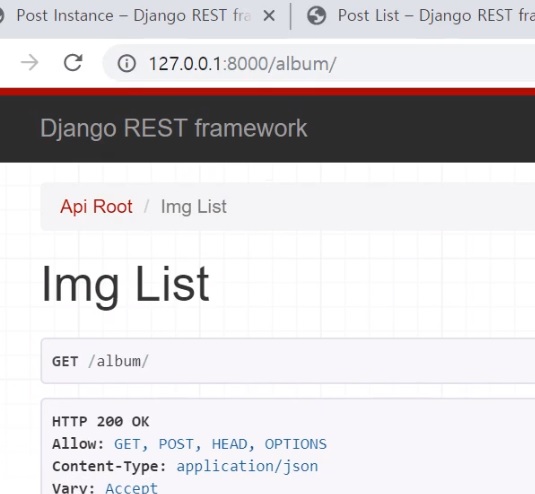 Post Instance – Django REST fra
Post List – Django REST fra
127.0.0.1:8000/album/
Django REST framework
Api Root / Img List
Img List
GET /album/
HTTP 200 OK
Allow: GET, POST, HEAD, OPTIONS
Content-Type: application/json
Vary: Accept